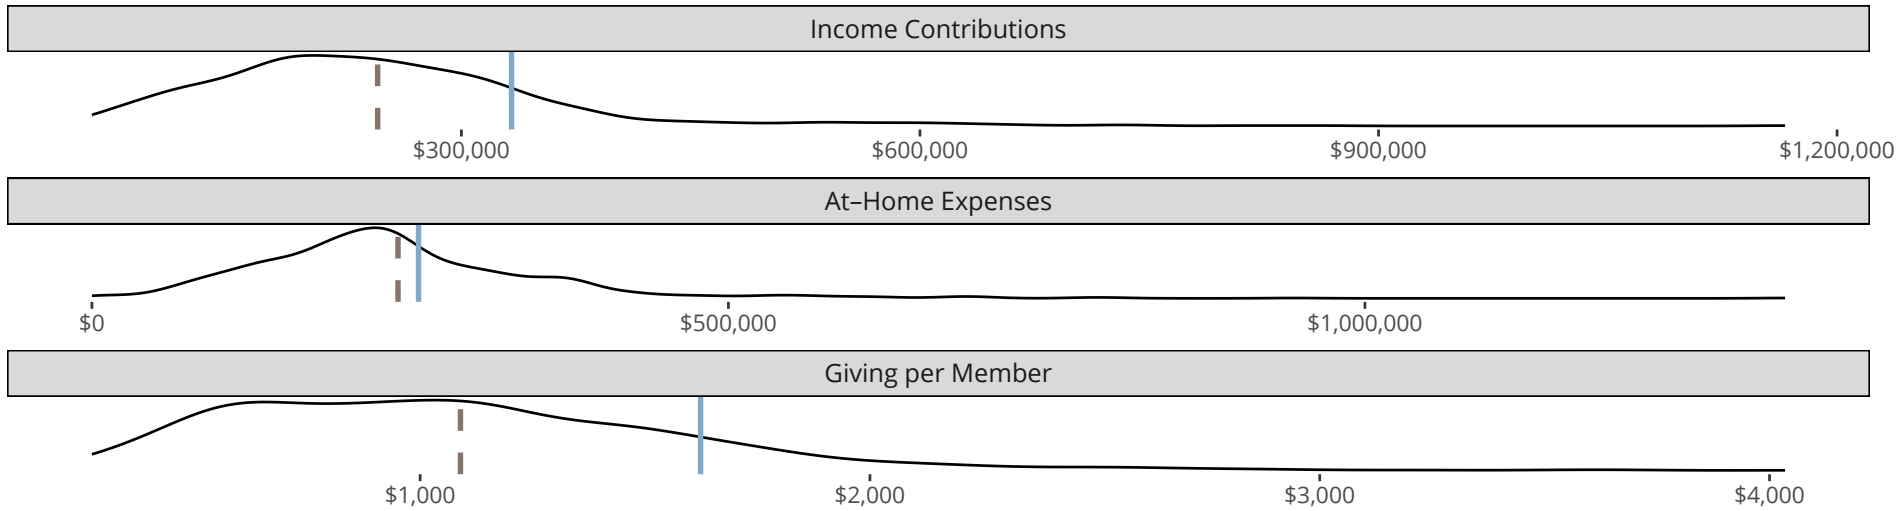 Income Contributions
$300,000 $600,000 $900,000 $1,200,000
At–Home Expenses
$0 $500,000 $1,000,000
Giving per Member
$1,000 $2,000 $3,000 $4,000